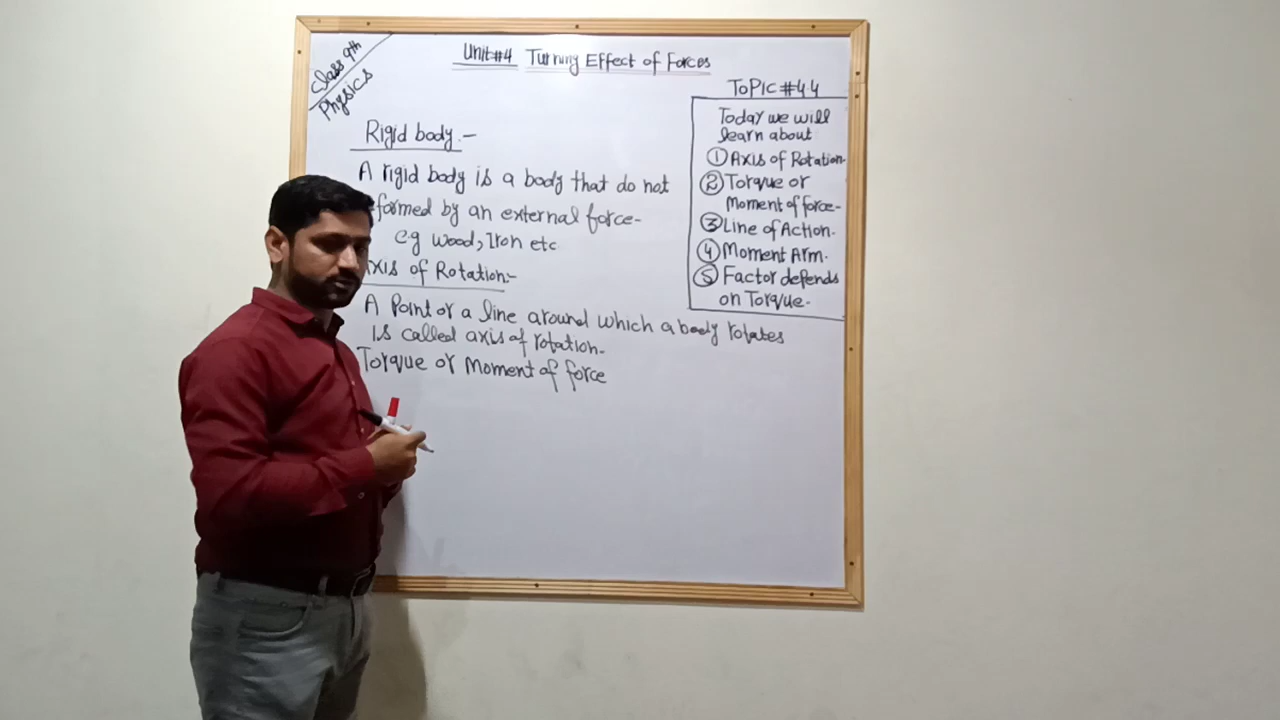 Class 9th
Physics
Unit#4 Turning Effect of Forces
ToPIC #4.4
Today we will
learn about
① Axis of Rotation-
② Torque or
Moment of force-
③ Line of Action.
④ Moment Arm.
⑤ Factor depends
on Torque-
Rigid body:-
A rigid body is a body that do not
formed by an external force-
e.g wood, Iron etc
xis of Rotation:-
A Point or a line around which a body rotates
is called axis of rotation-
Torque or Moment of force